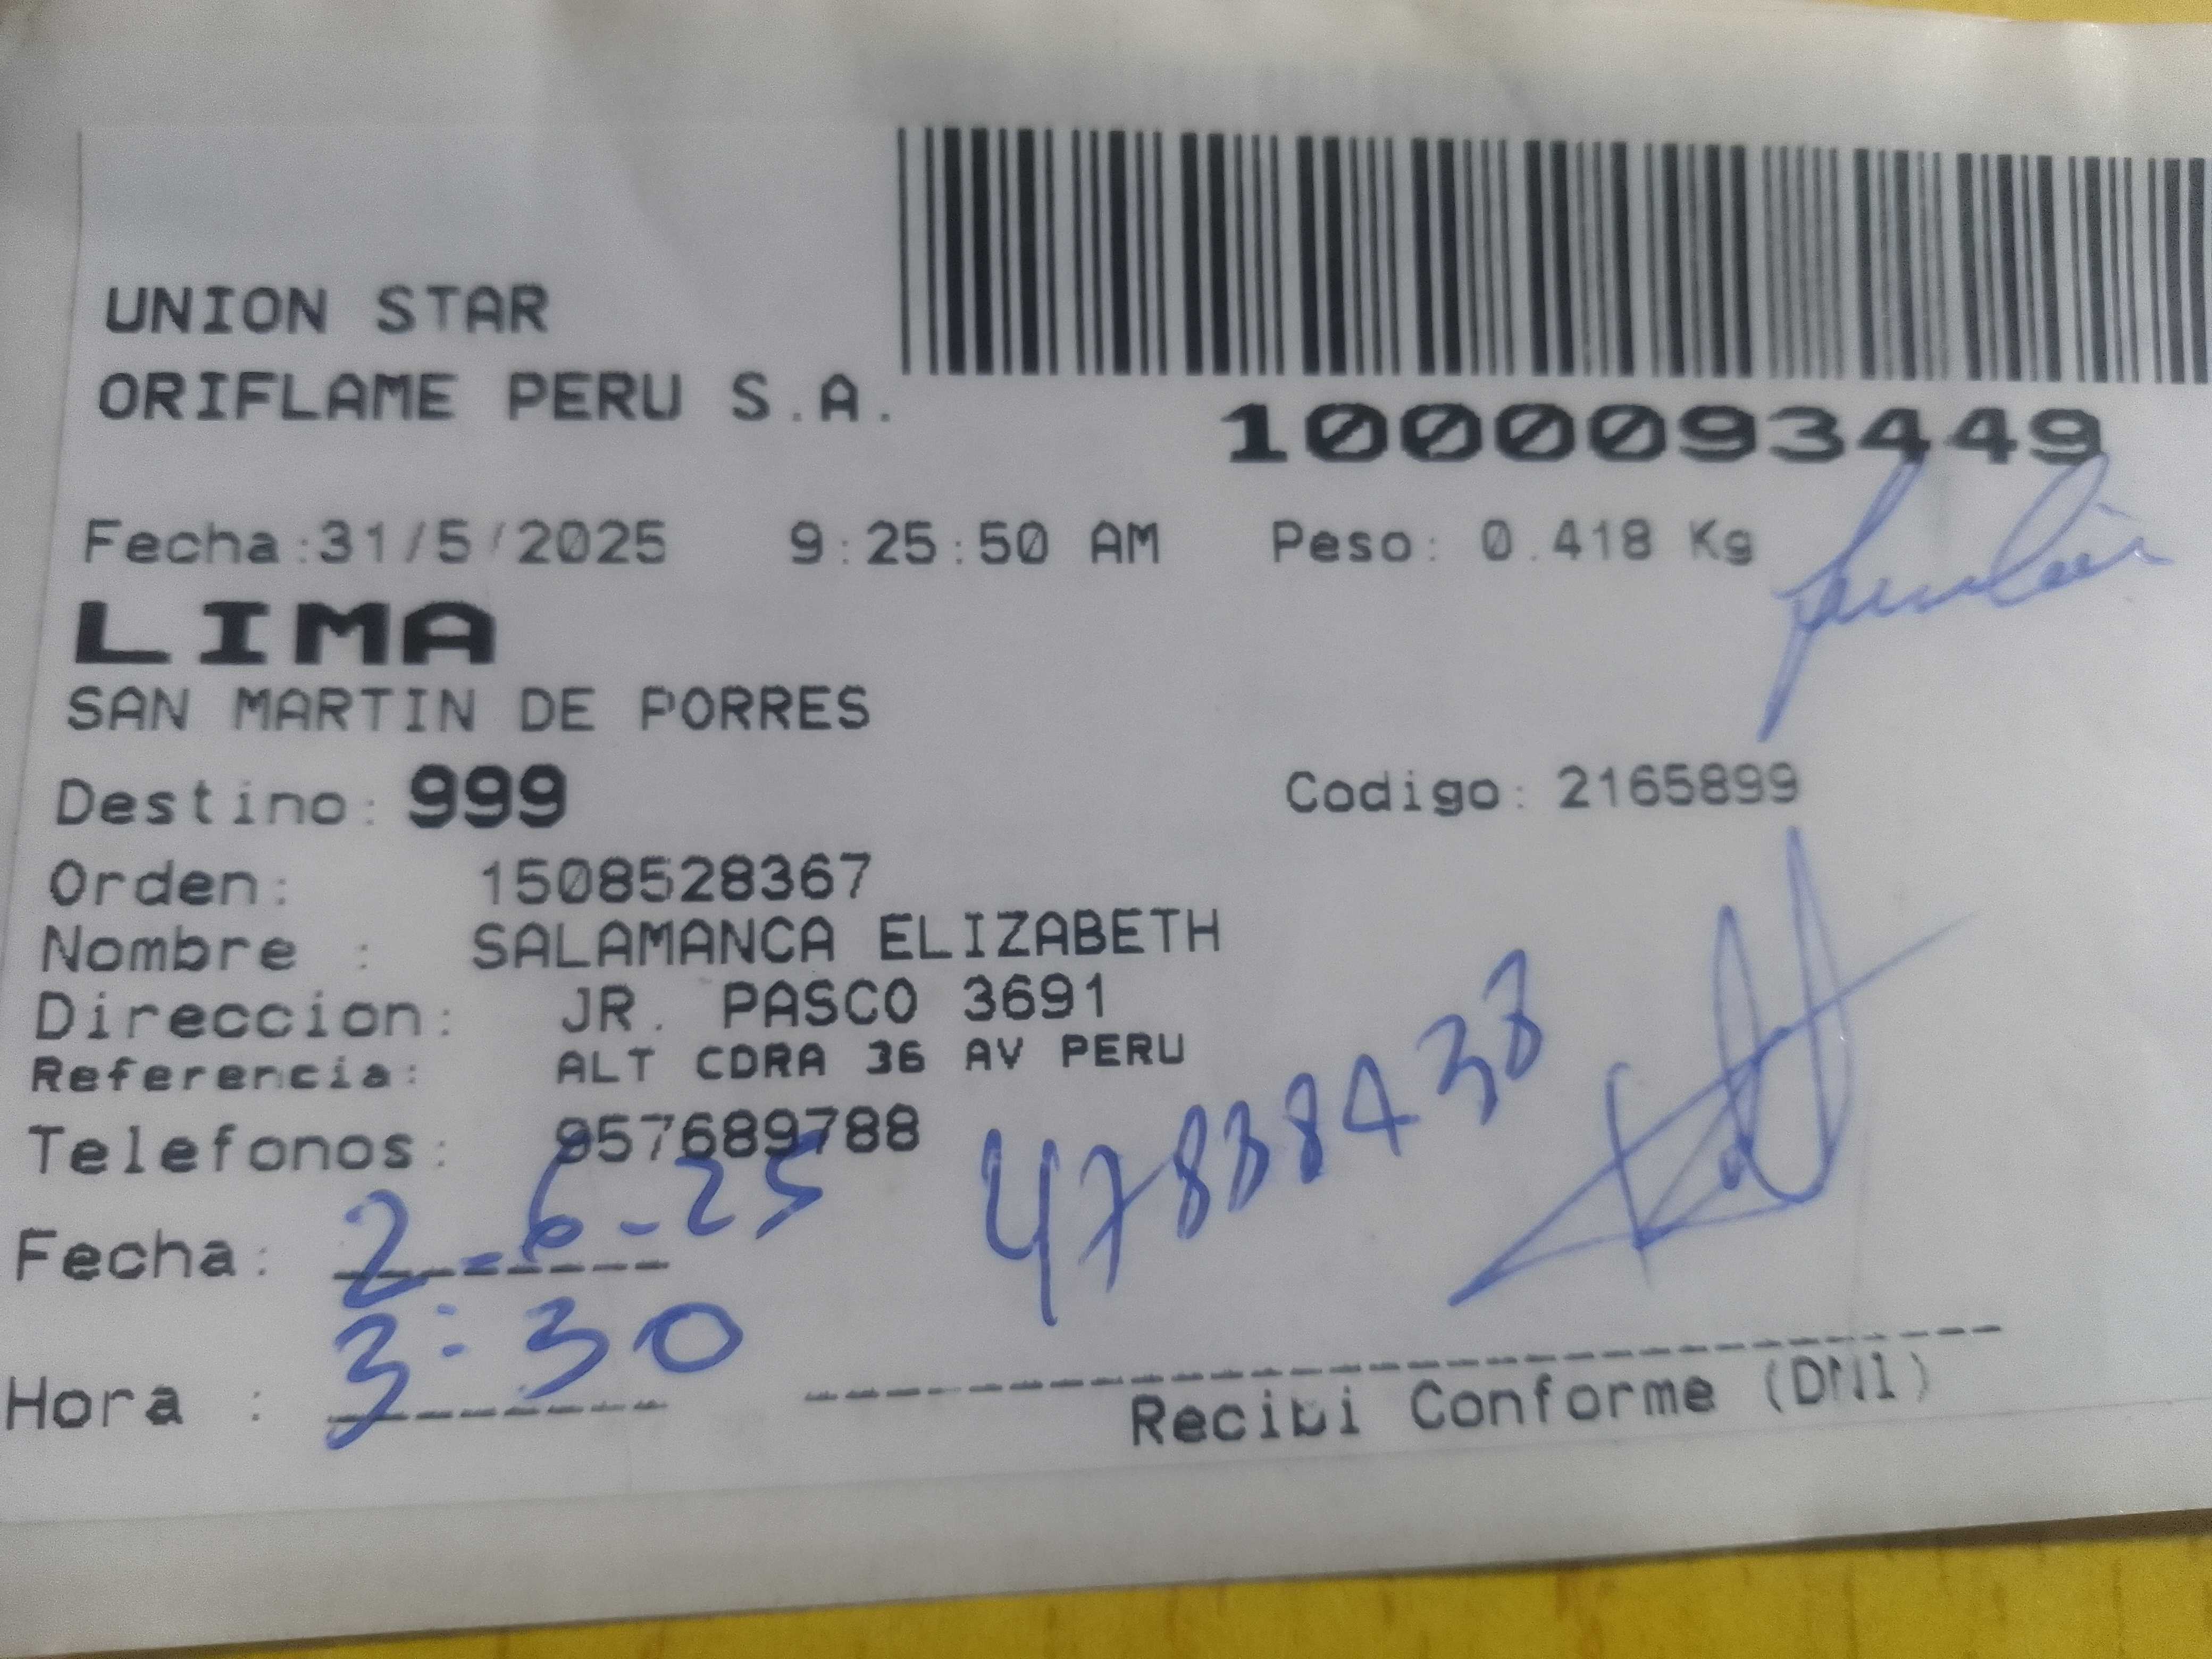 UNION STAR
ORIFLAME PERU S.A.
1000093449
Fecha:31/5/2025 9:25:50 AM Peso: 0.418 Kg
LIMA
SAN MARTIN DE PORRES
Destino: 999 Codigo: 2165899
Orden: 1508528367
Nombre : SALAMANCA ELIZABETH
Direccion: JR. PASCO 3691
Referencia: ALT CDRA 36 AV PERU
Telefonos: 957689788
Fecha: 2-6-25
Hora : 3:30
Recibi Conforme (DNI)